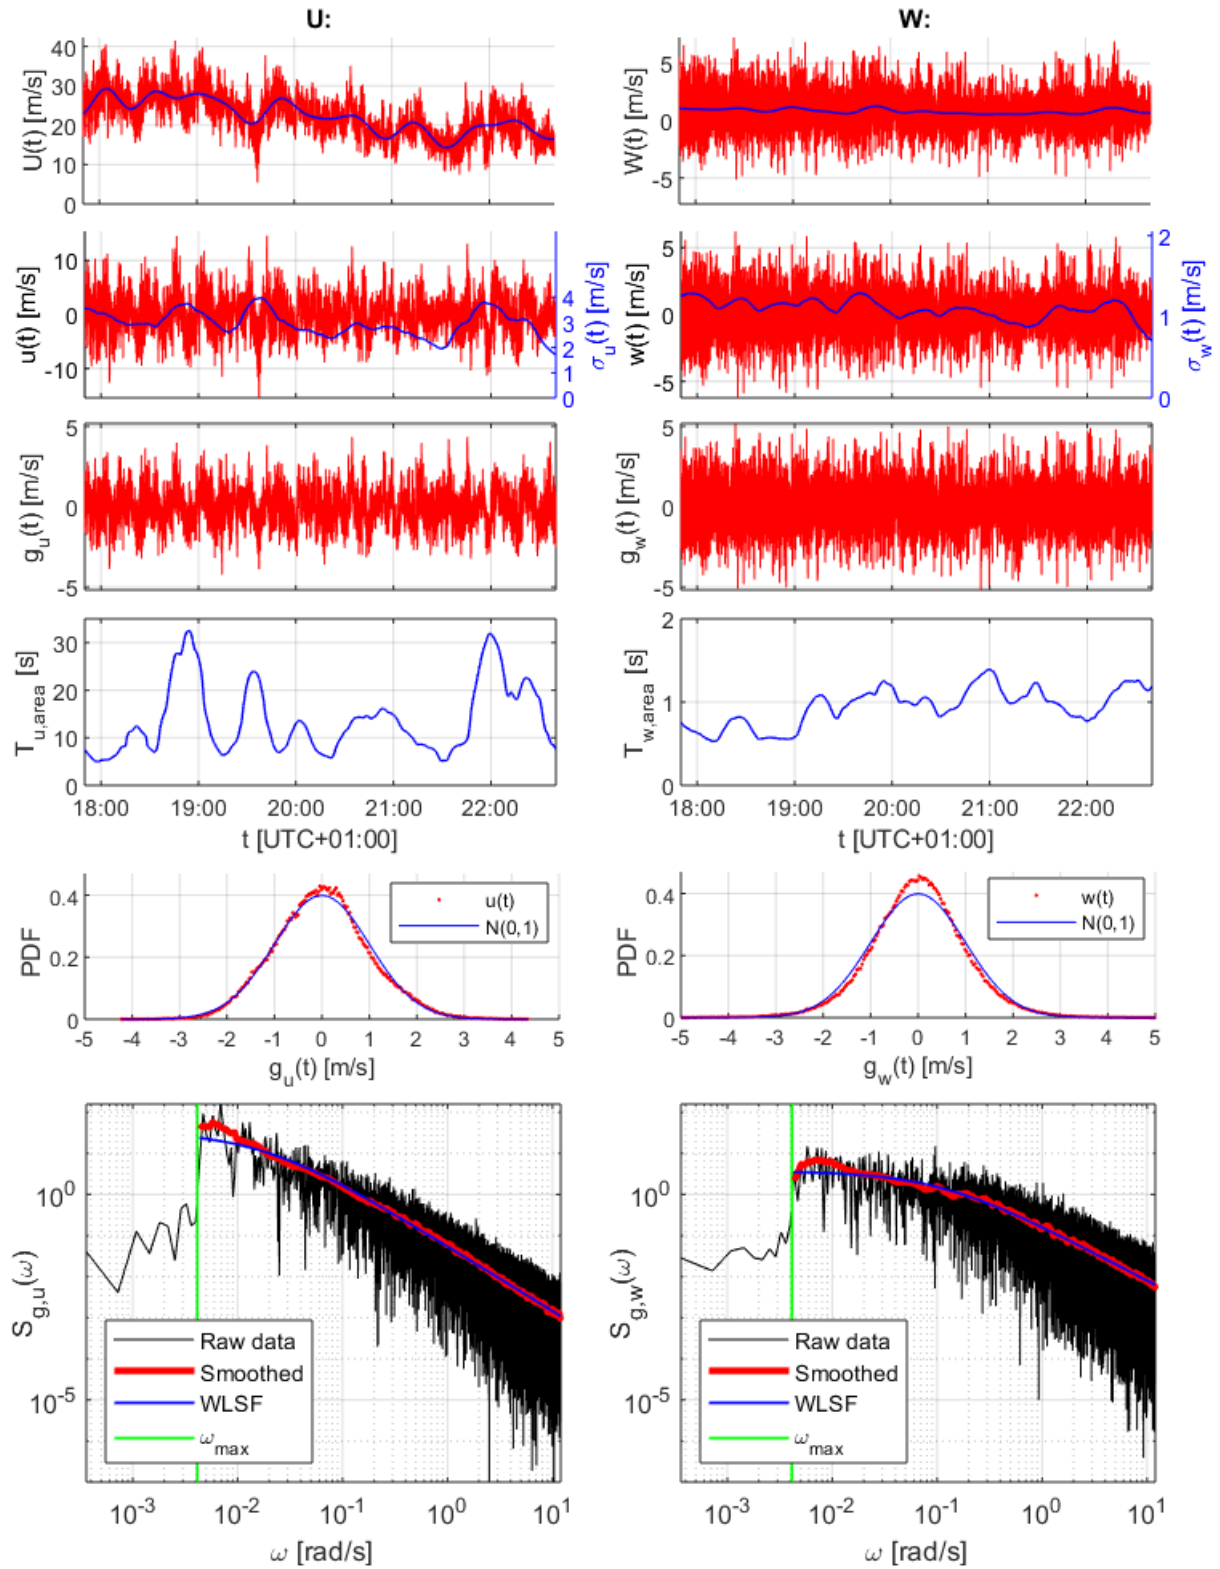 U:
W:
U(t) [m/s]
40
30
20
10
0
W(t) [m/s]
5
0
-5
u(t) [m/s]
10
0
-10
4
3
2
1
0
σu(t) [m/s]
w(t) [m/s]
5
0
-5
2
1
0
σw(t) [m/s]
gu(t) [m/s]
5
0
-5
gw(t) [m/s]
5
0
-5
Tu,area [s]
30
20
10
0
18:00 19:00 20:00 21:00 22:00
t [UTC+01:00]
Tw,area [s]
2
1
0
18:00 19:00 20:00 21:00 22:00
t [UTC+01:00]
PDF
0.4
0.2
0
u(t)
N(0,1)
-5 -4 -3 -2 -1 0 1 2 3 4 5
gu(t) [m/s]
PDF
0.4
0.2
0
w(t)
N(0,1)
-5 -4 -3 -2 -1 0 1 2 3 4 5
gw(t) [m/s]
Sg,u(ω)
10^0
10^-5
Raw data
Smoothed
WLSF
ωmax
10^-3 10^-2 10^-1 10^0 10^1
ω [rad/s]
Sg,w(ω)
10^0
10^-5
Raw data
Smoothed
WLSF
ωmax
10^-3 10^-2 10^-1 10^0 10^1
ω [rad/s]